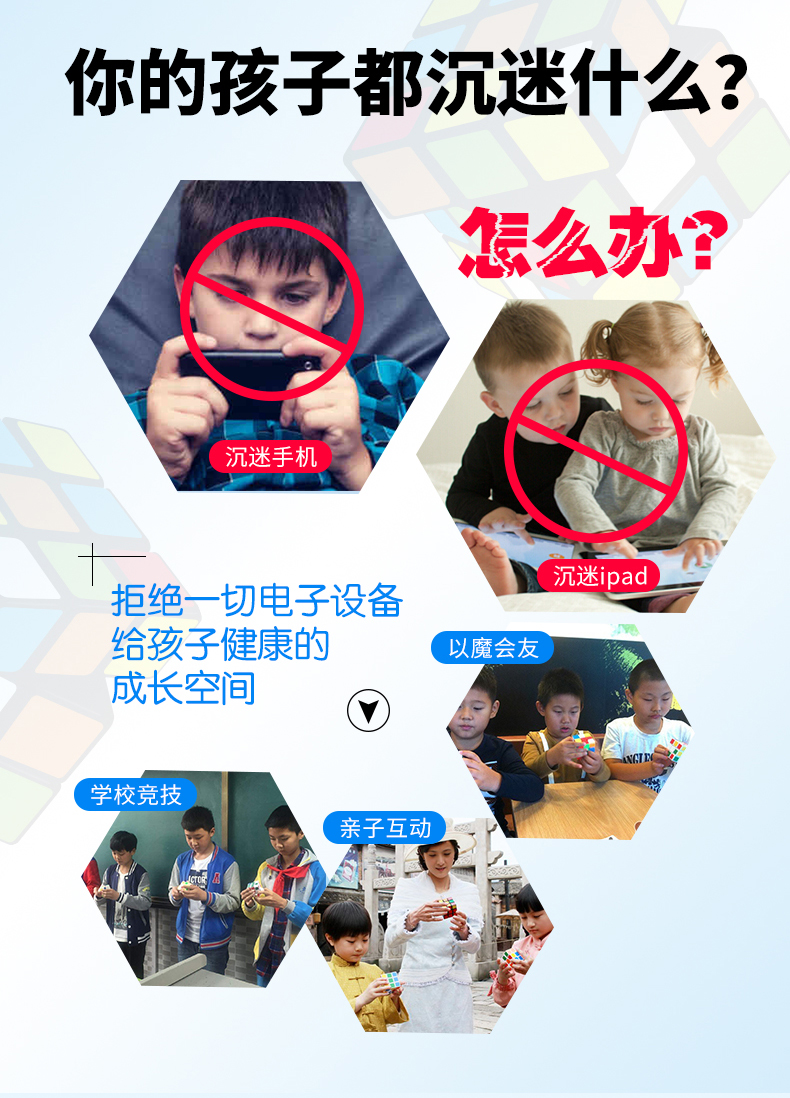 你的孩子都沉迷什么？
怎么办？
沉迷手机
沉迷ipad
拒绝一切电子设备
给孩子健康的
成长空间
以魔会友
学校竞技
亲子互动